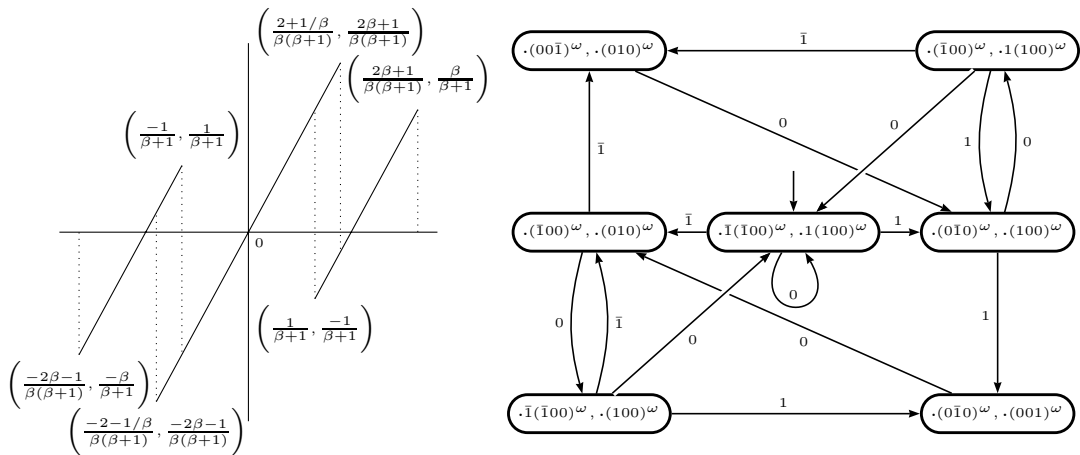 (2+1/β / β(β+1), 2β+1 / β(β+1))
(2β+1 / β(β+1), β / β+1)
(−1 / β+1, 1 / β+1)
0
(1 / β+1, −1 / β+1)
(−2β−1 / β(β+1), −β / β+1)
(−2−1/β / β(β+1), −2β−1 / β(β+1))
.(001̄)^ω, .(010)^ω
1̄
.(1̄00)^ω, .1(100)^ω
0
0
1
0
1̄
.(1̄00)^ω, .(010)^ω
1̄
.1̄(1̄00)^ω, .1(100)^ω
1
.(01̄0)^ω, .(100)^ω
0
0
1̄
0
0
1
.1̄(1̄00)^ω, .(100)^ω
1
.(01̄0)^ω, .(001)^ω